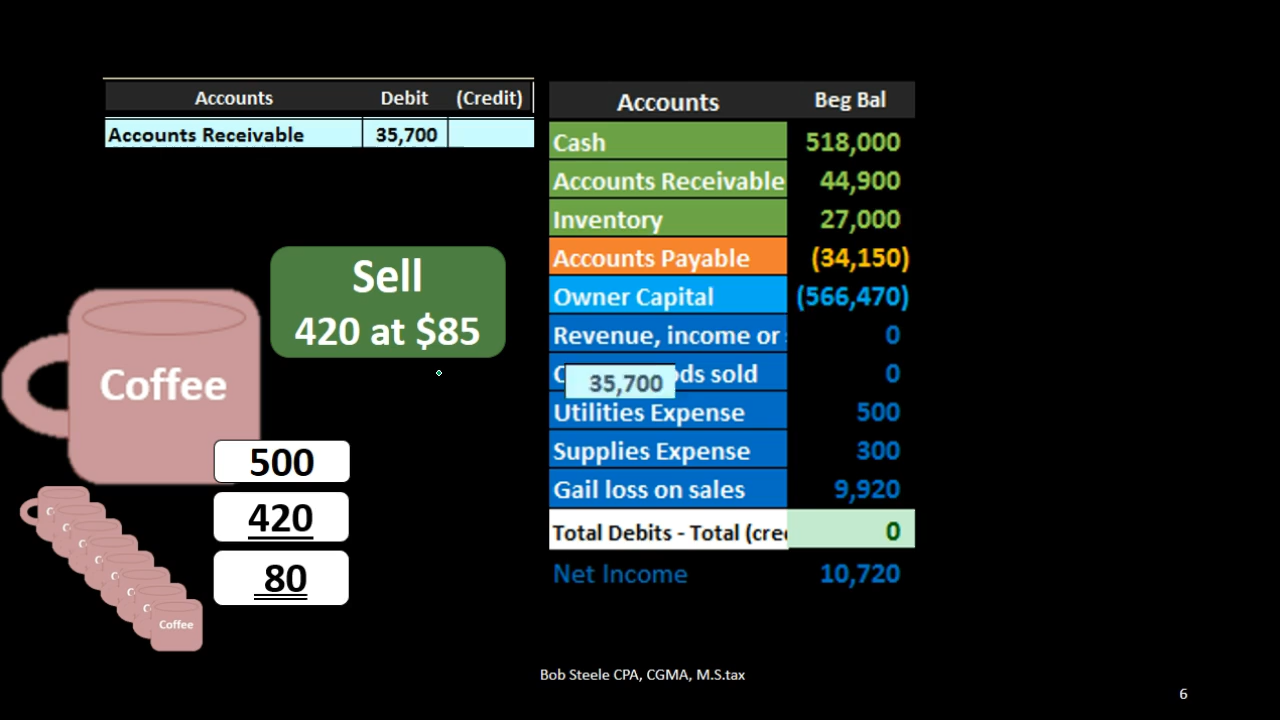 Accounts Debit (Credit)
Accounts Receivable 35,700
Sell
420 at $85
Coffee
500
420
80
Coffee
Accounts Beg Bal
Cash 518,000
Accounts Receivable 44,900
Inventory 27,000
Accounts Payable (34,150)
Owner Capital (566,470)
Revenue, income or 0
C 35,700 ds sold 0
Utilities Expense 500
Supplies Expense 300
Gail loss on sales 9,920
Total Debits - Total (cre 0
Net Income 10,720
Bob Steele CPA, CGMA, M.S.tax
6